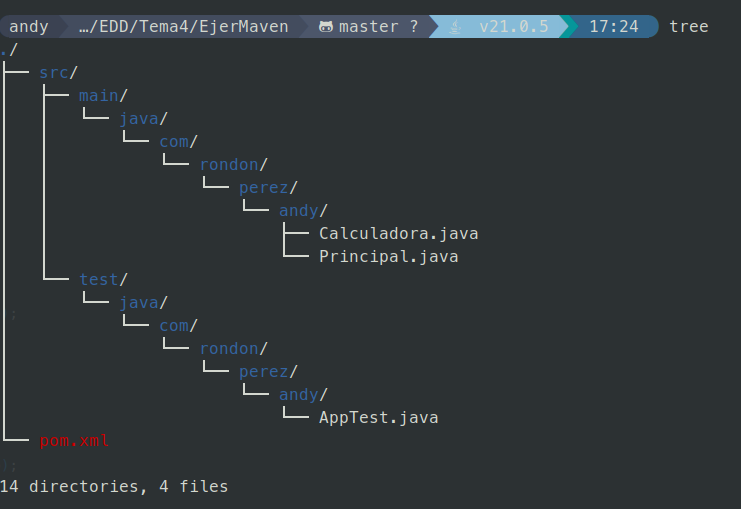 andy …/EDD/Tema4/EjerMaven master ? v21.0.5 17:24 tree
./
├── src/
│   ├── main/
│   │   └── java/
│   │       └── com/
│   │           └── rondon/
│   │               └── perez/
│   │                   └── andy/
│   │                       ├── Calculadora.java
│   │                       └── Principal.java
│   └── test/
│       └── java/
│           └── com/
│               └── rondon/
│                   └── perez/
│                       └── andy/
│                           └── AppTest.java
└── pom.xml
14 directories, 4 files